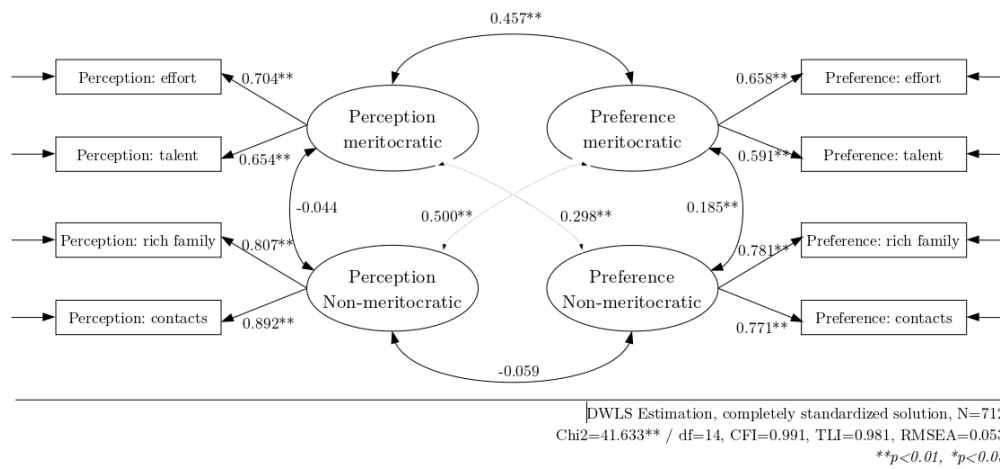 0.457**
Perception: effort
0.704**
Perception
meritocratic
Preference
meritocratic
0.658**
Preference: effort
Perception: talent
0.654**
0.591**
Preference: talent
-0.044
0.500**
0.298**
0.185**
Perception: rich family
0.807**
Perception
Non-meritocratic
Preference
Non-meritocratic
0.781**
Preference: rich family
Perception: contacts
0.892**
0.771**
Preference: contacts
-0.059
DWLS Estimation, completely standardized solution, N=712
Chi2=41.633** / df=14, CFI=0.991, TLI=0.981, RMSEA=0.053
**p<0.01, *p<0.05